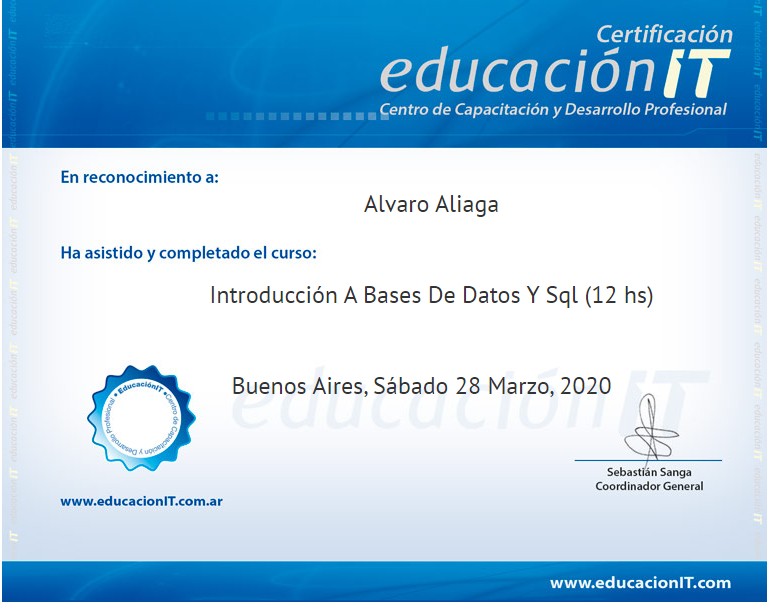 Certificación
educaciónIT
Centro de Capacitación y Desarrollo Profesional
En reconocimiento a:
Alvaro Aliaga
Ha asistido y completado el curso:
Introducción A Bases De Datos Y Sql (12 hs)
Buenos Aires, Sábado 28 Marzo, 2020
educaciónIT
EducaciónIT
Centro de Capacitación y Desarrollo Profesional
Sebastián Sanga
Coordinador General
www.educacionIT.com.ar
www.educacionIT.com